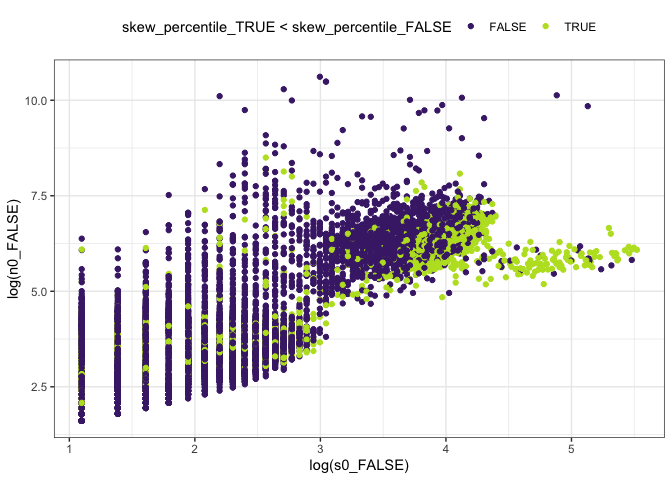 skew_percentile_TRUE < skew_percentile_FALSE FALSE TRUE
10.0
7.5
5.0
2.5
log(n0_FALSE)
1 2 3 4 5
log(s0_FALSE)